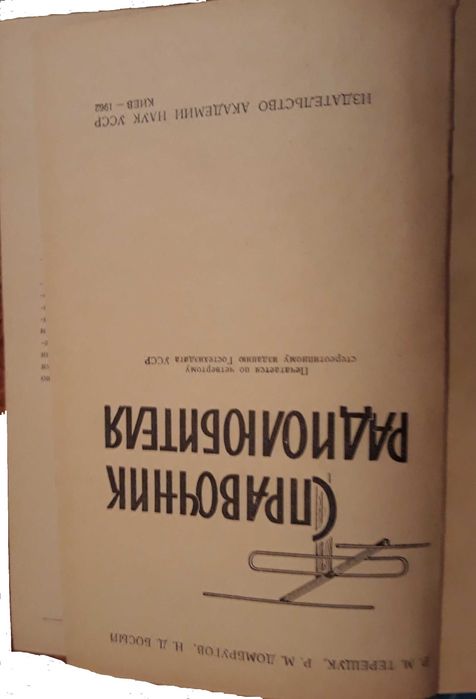 Р. М. ТЕРЕЩУК, Р. М. ДОМБРУГОВ, Н. Д. БОСЫЙ
СПРАВОЧНИК
РАДИОЛЮБИТЕЛЯ
Печатается по четвертому
стереотипному изданию Гостехиздата УССР
ИЗДАТЕЛЬСТВО АКАДЕМИИ НАУК УССР
КИЕВ — 1962